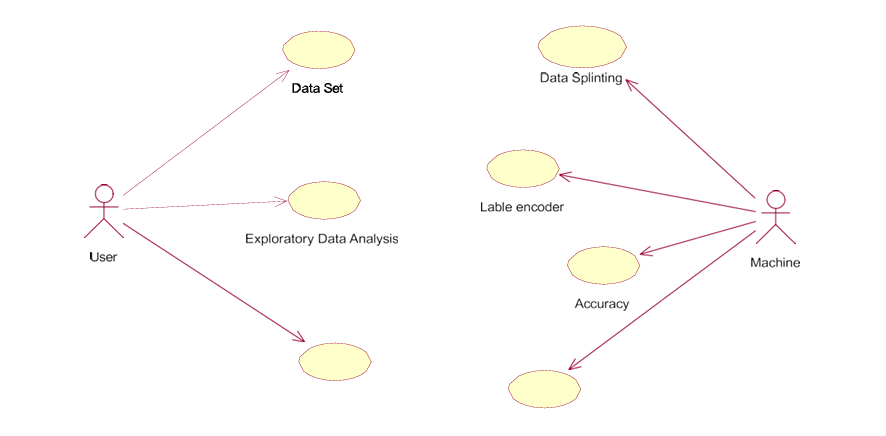 Data Set
Exploratory Data Analysis
User
Data Splinting
Lable encoder
Accuracy
Machine